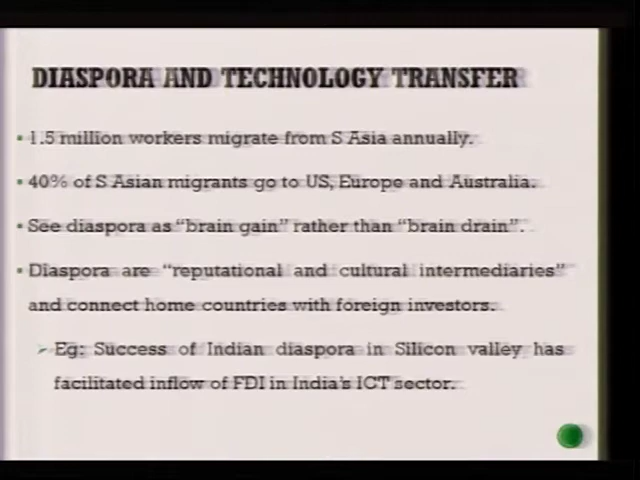 DIASPORA AND TECHNOLOGY TRANSFER
▪ 1.5 million workers migrate from S Asia annually.
▪ 40% of S Asian migrants go to US, Europe and Australia.
▪ See diaspora as “brain gain” rather than “brain drain”.
▪ Diaspora are “reputational and cultural intermediaries”
and connect home countries with foreign investors.
➢ Eg: Success of Indian diaspora in Silicon valley has
facilitated inflow of FDI in India's ICT sector.